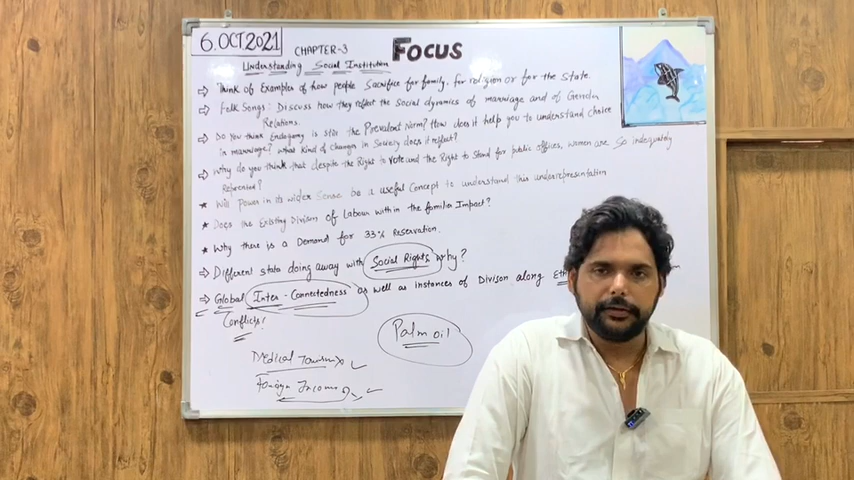 6.OCT2021
CHAPTER-3
FOCUS
Understanding Social Institution
⇒ Think of Examples of how people Sacrifice for family, for religion or for the State.
⇒ Folk Songs: Discuss how they reflect the Social dynamics of marriage and of Gender
Relations.
⇒ Do You think Endogamy is still the Prevalent Norm? How does it help you to understand choice
in marriage? What Kind of Changes in Society does it reflect?
⇒ Why do you think that despite the Right to vote and the Right to Stand for public offices, women are so
Reprented?
★ Will power in its wider Sense be a useful Concept to understand this underrepresentation
★ Does the Existing Divison of Labour within the families Impact?
★ Why there is a Demand for 33% Reservation.
⇒ Different state doing away with Social Rights why?
⇒ Global Inter-Connectedness as well as instances of Divison along
Conflicts!
Palm oil
Medical Tourism
Income